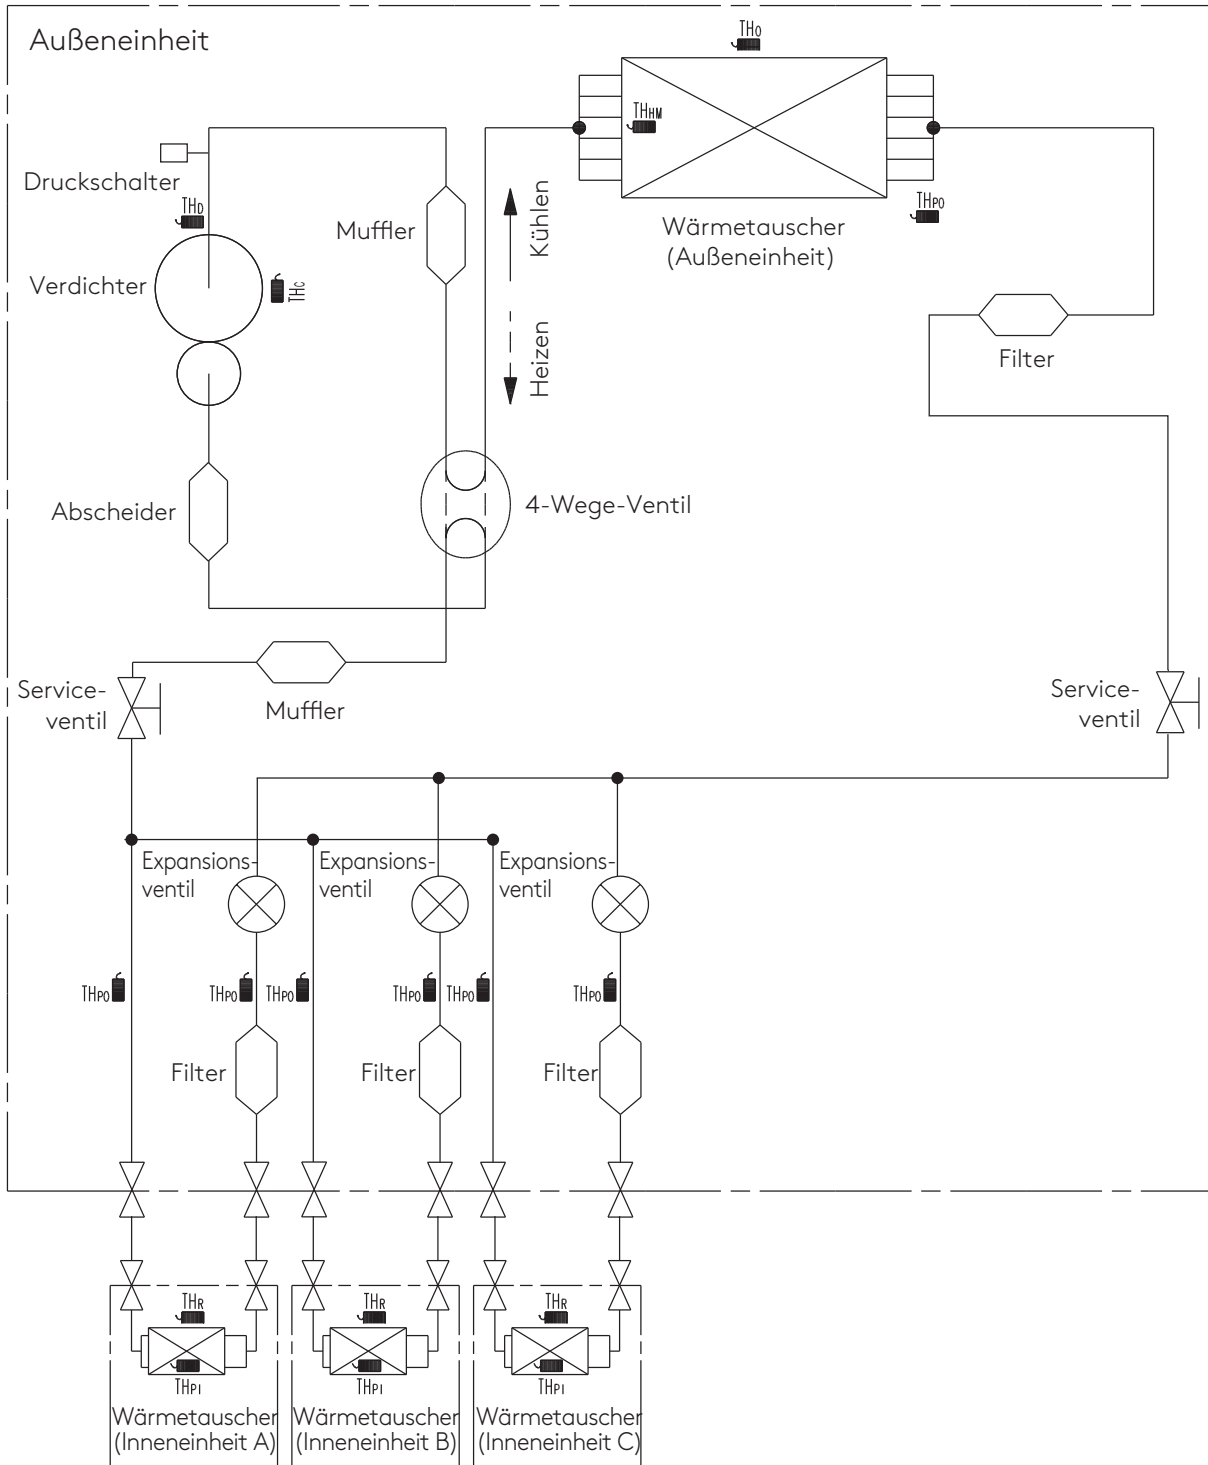 Außeneinheit
THO
THHM
Druckschalter
THD
Muffler
Kühlen
THPO
Wärmetauscher
(Außeneinheit)
Verdichter
THC
Heizen
Filter
Abscheider
4-Wege-Ventil
Service-
ventil
Muffler
Service-
ventil
Expansions-
ventil
Expansions-
ventil
Expansions-
ventil
THPO
THPO
THPO
THPO
THPO
THPO
Filter
Filter
Filter
THR
THR
THR
THPI
THPI
THPI
Wärmetauscher
(Inneneinheit A)
Wärmetauscher
(Inneneinheit B)
Wärmetauscher
(Inneneinheit C)